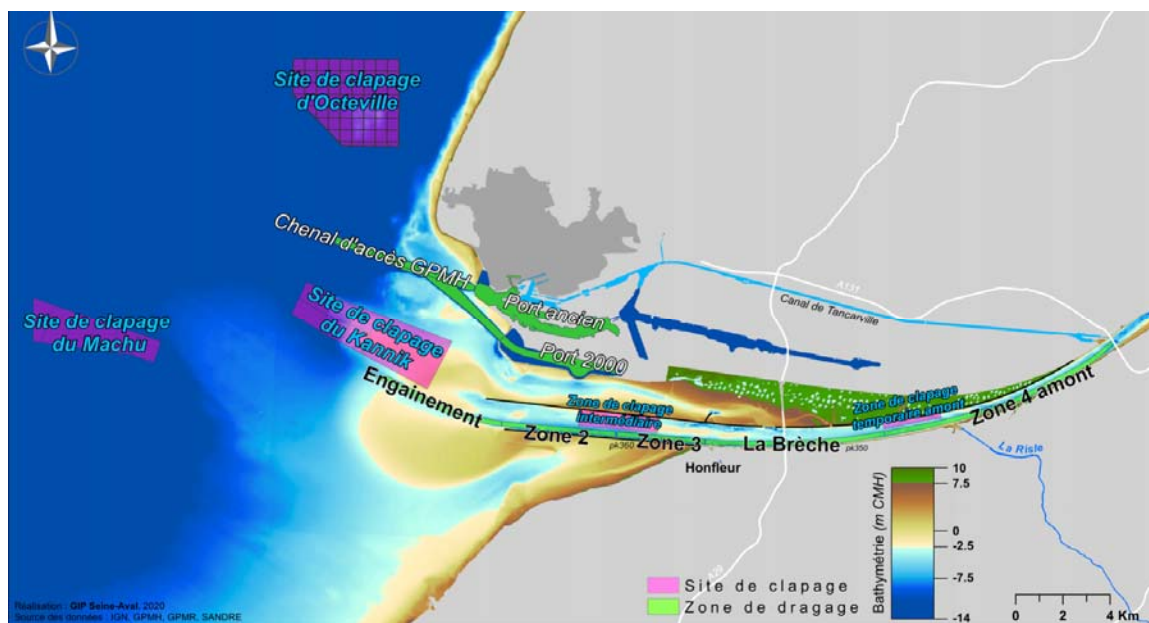 Site de clapage
d'Octeville
Chenal d'accès GPMH
Port ancien
Port 2000
Site de clapage
du Kannik
Site de clapage
du Machu
Engainement
Zone de clapage
intermédiaire
Zone 2
pk360
Zone 3
Honfleur
La Brèche
pk350
Zone de clapage
temporaire amont
Zone 4 amont
A131
Canal de Tancarville
La Risle
A29
Bathymétrie (m CMH)
10
7.5
0
-2.5
-7.5
-14
Site de clapage
Zone de dragage
0 2 4 Km
Réalisation : GIP Seine-Aval, 2020
Source des données : IGN, GPMH, GPMR, SANDRE